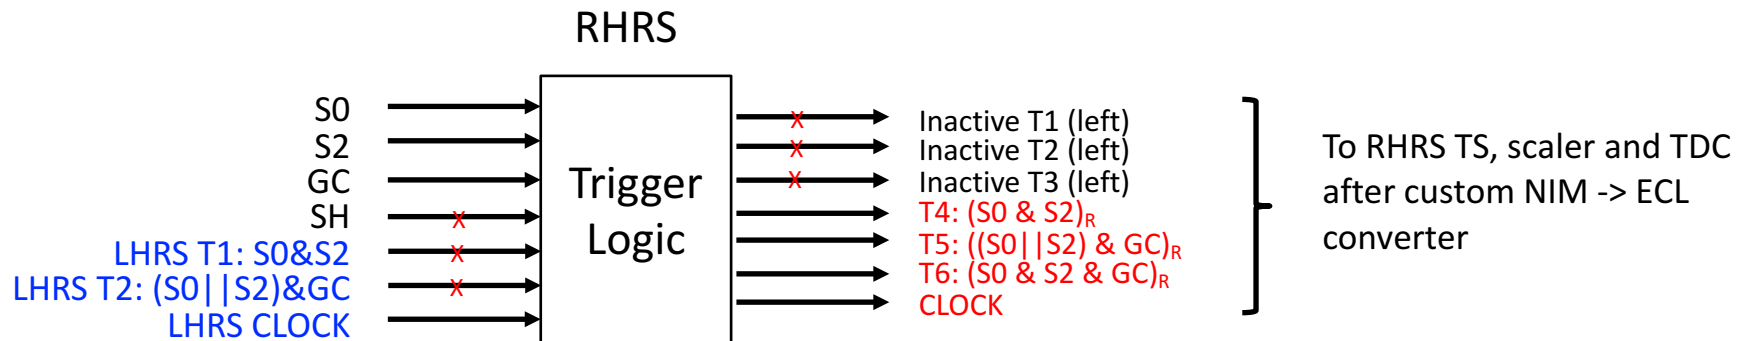 RHRS
S0
S2
GC
SH
LHRS T1: S0&S2
LHRS T2: (S0||S2)&GC
LHRS CLOCK
X
X
X
Trigger
Logic
X
X
X
Inactive T1 (left)
Inactive T2 (left)
Inactive T3 (left)
T4: (S0 & S2)R
T5: ((S0||S2) & GC)R
T6: (S0 & S2 & GC)R
CLOCK
To RHRS TS, scaler and TDC
after custom NIM -> ECL
converter